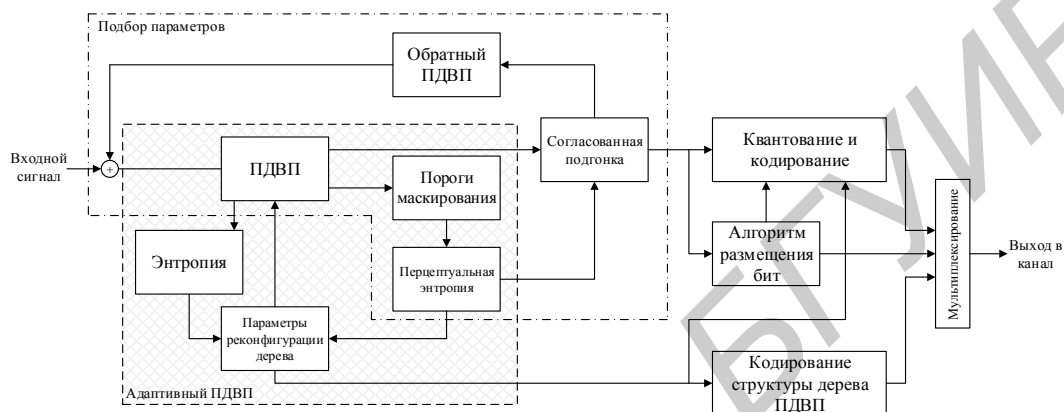 Подбор параметров
Обратный
ПДВП
Входной
сигнал
+
ПДВП
Согласованная
подгонка
Квантование и
кодирование
Пороги
маскирования
Энтропия
Перцептуальная
энтропия
Алгоритм
размещения
бит
Мультиплексирование
Выход в
канал
Параметры
реконфигурации
дерева
Адаптивный ПДВП
Кодирование
структуры дерева
ПДВП
БГУИР